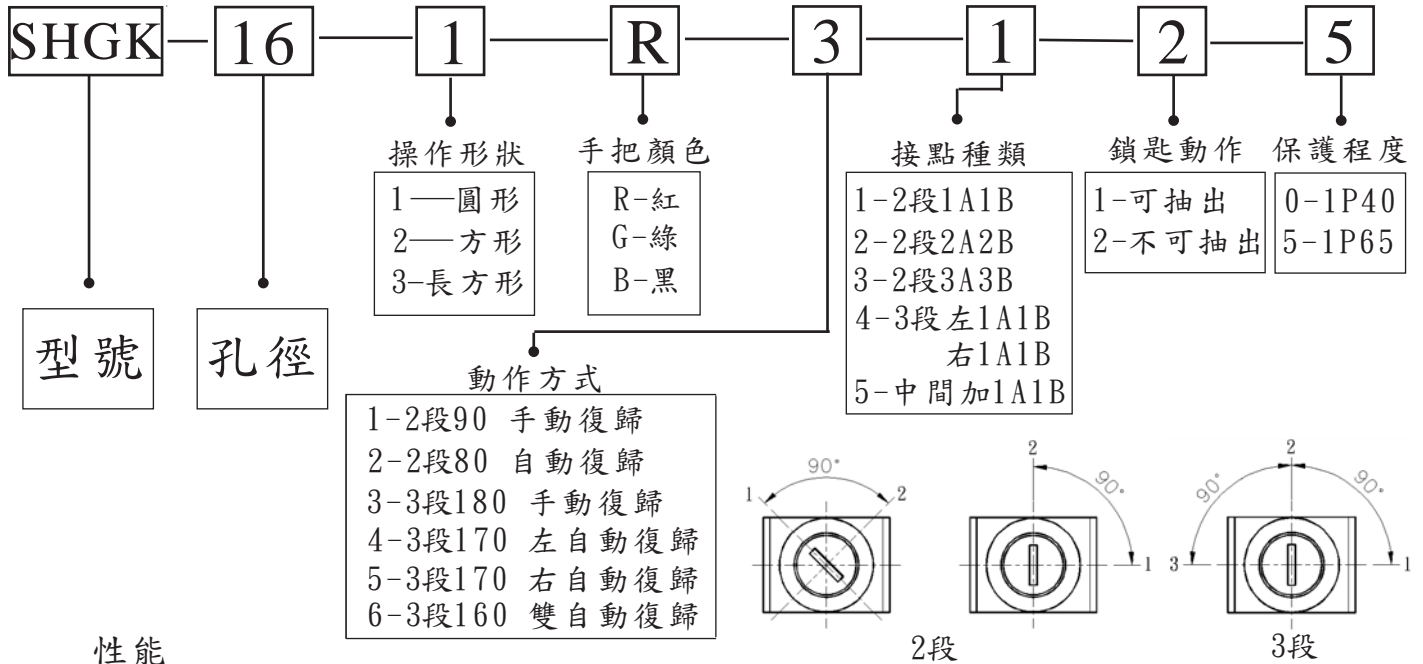 SHGK 16 1 R 3 1 2 5
操作形狀
1——圓形
2——方形
3-長方形
手把顏色
R-紅
G-綠
B-黑
接點種類
1-2段1A1B
2-2段2A2B
3-2段3A3B
4-3段左1A1B
右1A1B
5-中間加1A1B
鎖匙動作
1-可抽出
2-不可抽出
保護程度
0-1P40
5-1P65
型號
孔徑
動作方式
1-2段90 手動復歸
2-2段80 自動復歸
3-3段180 手動復歸
4-3段170 左自動復歸
5-3段170 右自動復歸
6-3段160 雙自動復歸
90°
1 2
2
90°
1
2段
2
90° 90°
3 1
3段
性能